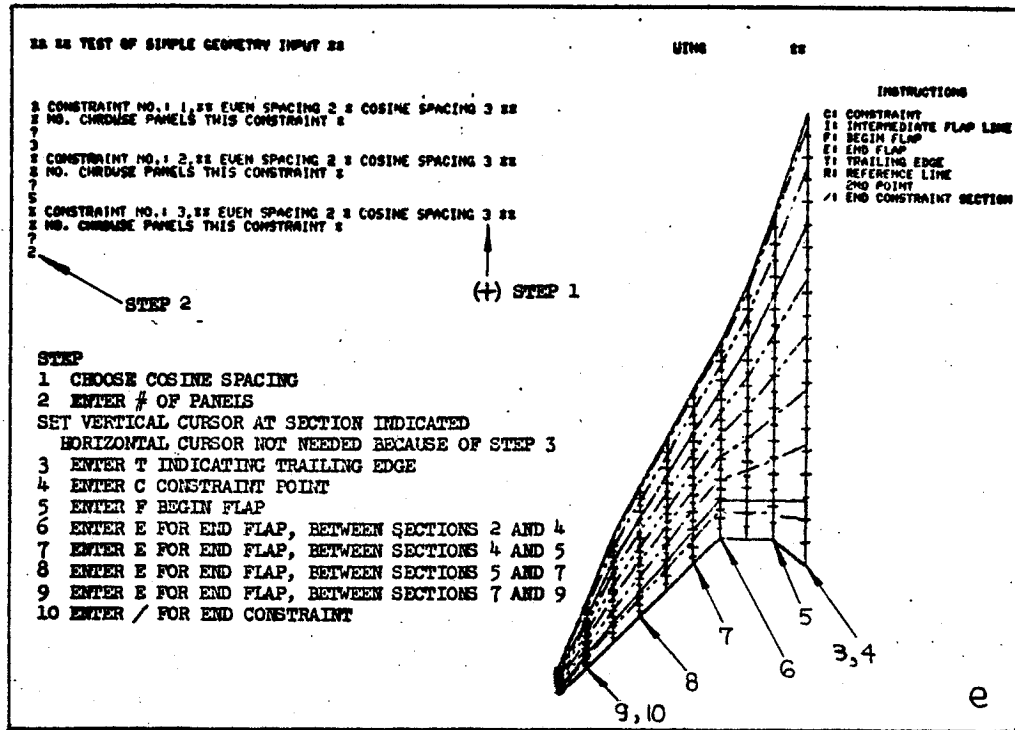 ** ** TEST OF SIMPLE GEOMETRY INPUT **
WING **
* CONSTRAINT NO.: 1,** EVEN SPACING 2 * COSINE SPACING 3 **
* NO. CHRDWSE PANELS THIS CONSTRAINT *
?
3
* CONSTRAINT NO.: 2,** EVEN SPACING 2 * COSINE SPACING 3 **
* NO. CHRDWSE PANELS THIS CONSTRAINT *
?
5
* CONSTRAINT NO.: 3,** EVEN SPACING 2 * COSINE SPACING 3 **
* NO. CHRDWSE PANELS THIS CONSTRAINT *
?
2
STEP 2
(+) STEP 1
INSTRUCTIONS
C: CONSTRAINT
I: INTERMEDIATE FLAP LINE
F: BEGIN FLAP
E: END FLAP
T: TRAILING EDGE
R: REFERENCE LINE
2ND POINT
/: END CONSTRAINT SECTION
STEP
1 CHOOSE COSINE SPACING
2 ENTER # OF PANELS
SET VERTICAL CURSOR AT SECTION INDICATED
HORIZONTAL CURSOR NOT NEEDED BECAUSE OF STEP 3
3 ENTER T INDICATING TRAILING EDGE
4 ENTER C CONSTRAINT POINT
5 ENTER F BEGIN FLAP
6 ENTER E FOR END FLAP, BETWEEN SECTIONS 2 AND 4
7 ENTER E FOR END FLAP, BETWEEN SECTIONS 4 AND 5
8 ENTER E FOR END FLAP, BETWEEN SECTIONS 5 AND 7
9 ENTER E FOR END FLAP, BETWEEN SECTIONS 7 AND 9
10 ENTER / FOR END CONSTRAINT
5
3,4
6
7
8
9,10
e